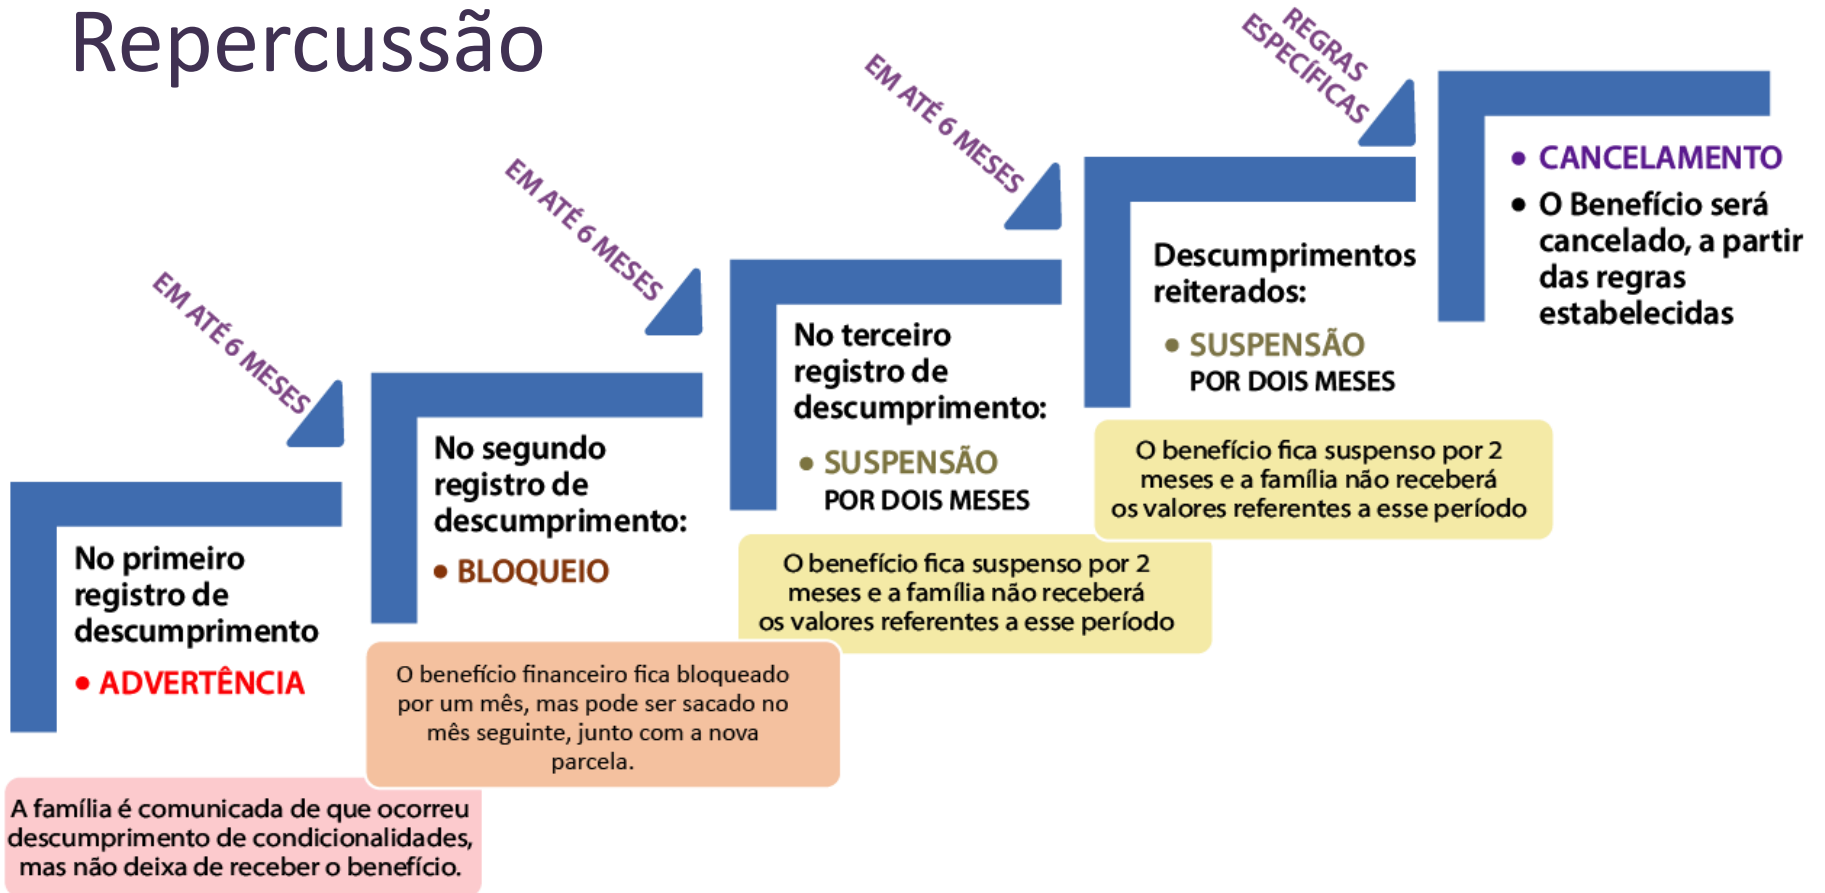 Repercussão
EM ATÉ 6 MESES
No primeiro
registro de
descumprimento
• ADVERTÊNCIA
A família é comunicada de que ocorreu
descumprimento de condicionalidades,
mas não deixa de receber o benefício.
EM ATÉ 6 MESES
No segundo
registro de
descumprimento:
• BLOQUEIO
O benefício financeiro fica bloqueado
por um mês, mas pode ser sacado no
mês seguinte, junto com a nova
parcela.
EM ATÉ 6 MESES
No terceiro
registro de
descumprimento:
• SUSPENSÃO
POR DOIS MESES
O benefício fica suspenso por 2
meses e a família não receberá
os valores referentes a esse período
REGRAS
ESPECÍFICAS
Descumprimentos
reiterados:
• SUSPENSÃO
POR DOIS MESES
O benefício fica suspenso por 2
meses e a família não receberá
os valores referentes a esse período
• CANCELAMENTO
• O Benefício será
cancelado, a partir
das regras
estabelecidas